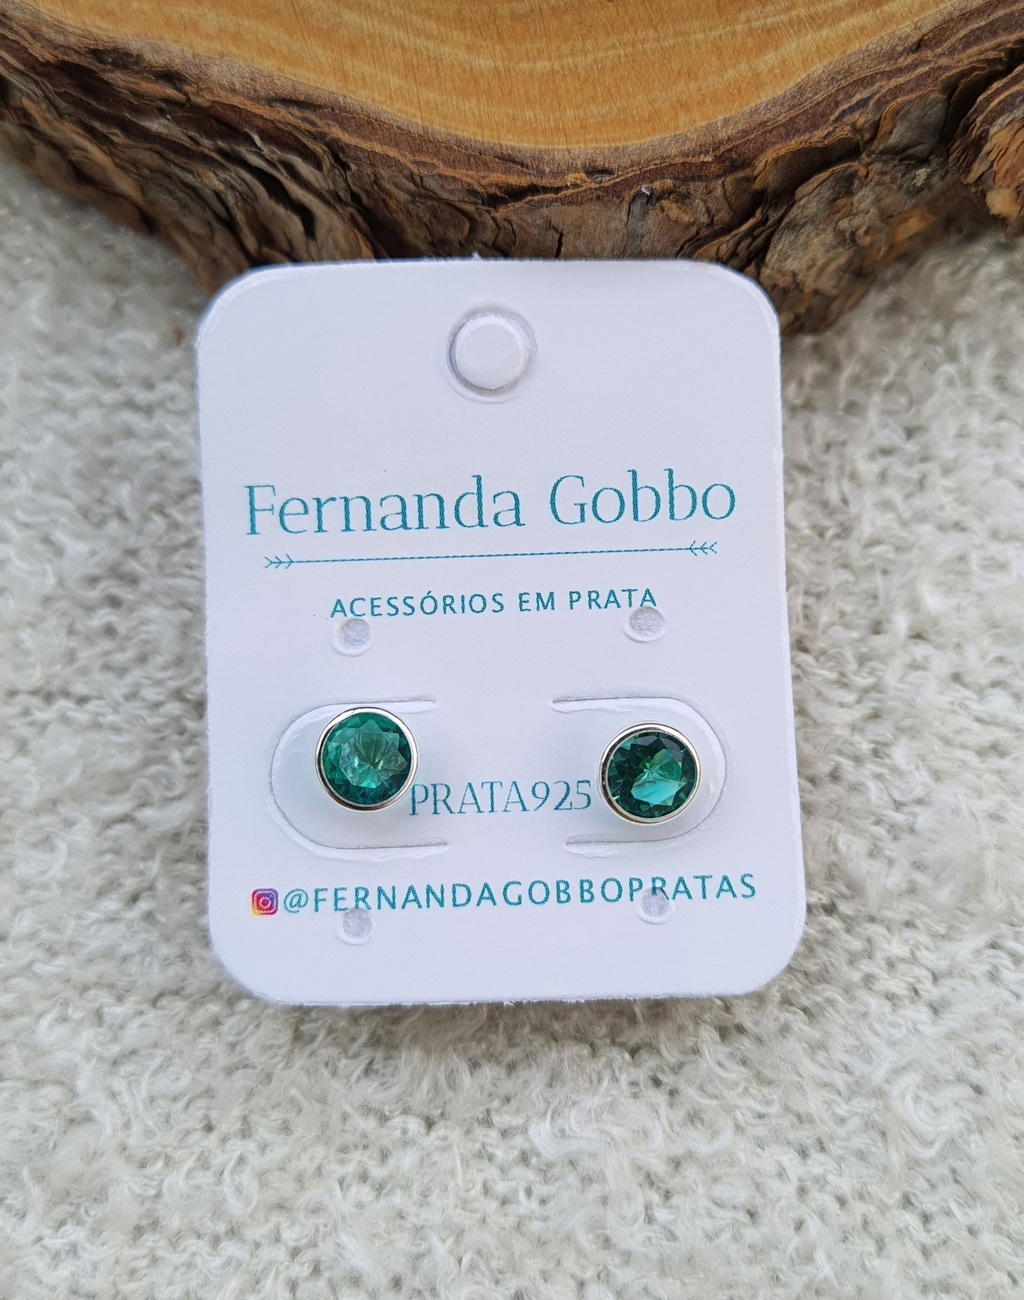 Fernanda Gobbo
ACESSÓRIOS EM PRATA
PRATA925
@FERNANDAGOBBOPRATAS